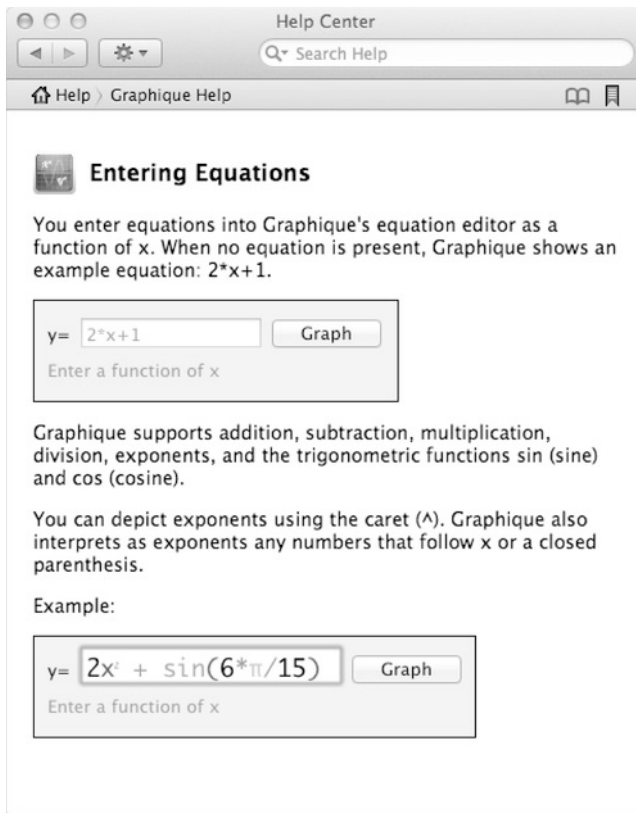 Help Center
Search Help
Help › Graphique Help
Entering Equations
You enter equations into Graphique's equation editor as a
function of x. When no equation is present, Graphique shows an
example equation: 2*x+1.
y= 2*x+1 Graph
Enter a function of x
Graphique supports addition, subtraction, multiplication,
division, exponents, and the trigonometric functions sin (sine)
and cos (cosine).
You can depict exponents using the caret (^). Graphique also
interprets as exponents any numbers that follow x or a closed
parenthesis.
Example:
y= 2x² + sin(6*π/15) Graph
Enter a function of x